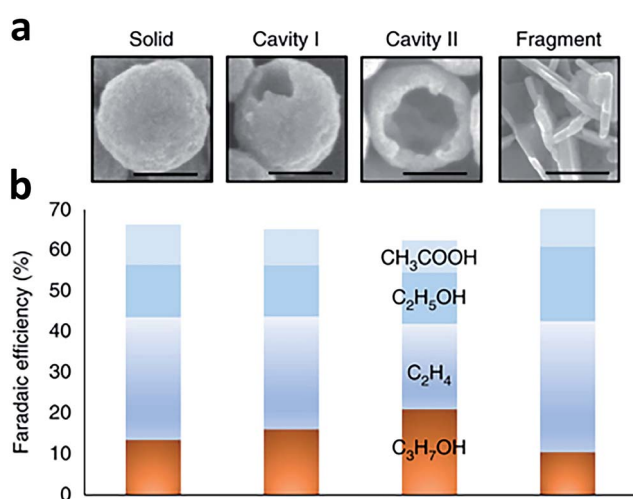 a
Solid Cavity I Cavity II Fragment
b
Faradaic efficiency (%)
70
60
50
40
30
20
10
0
CH₃COOH
C₂H₅OH
C₂H₄
C₃H₇OH